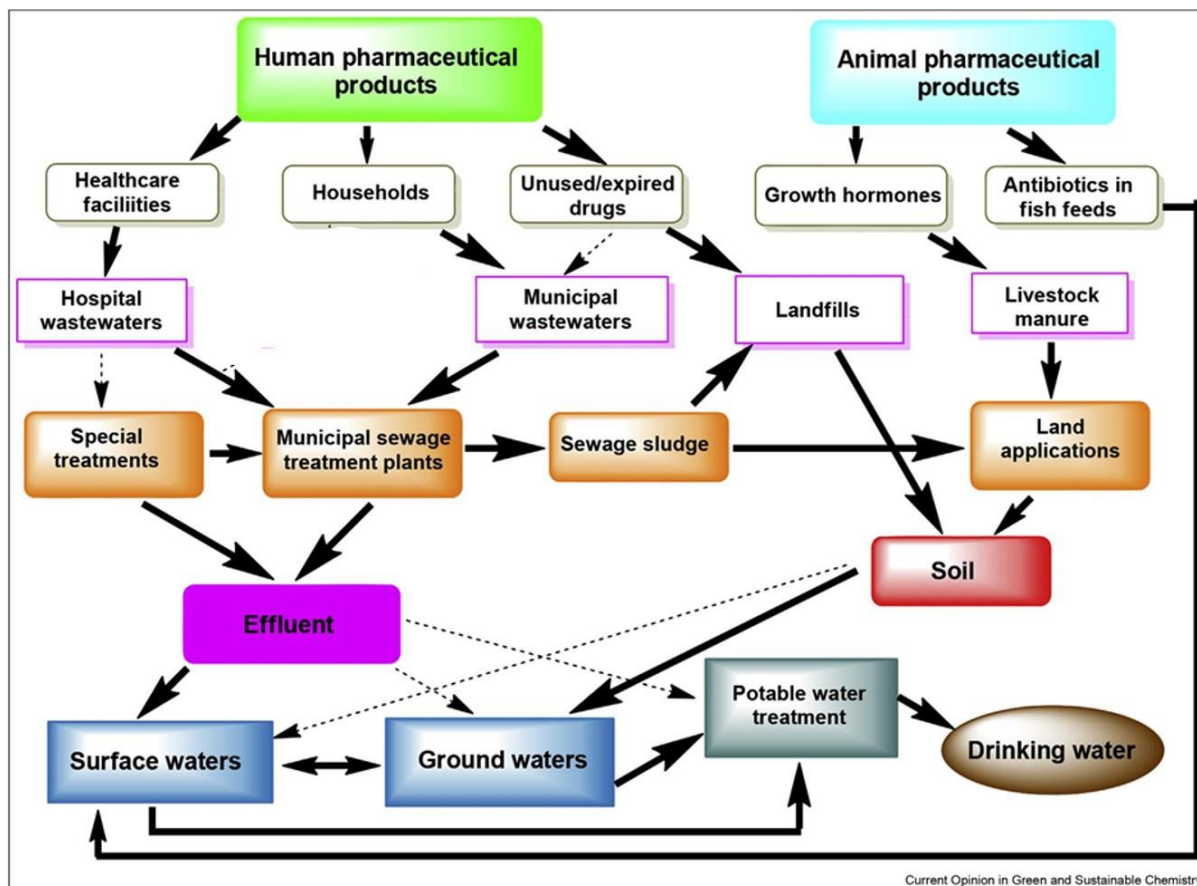 Human pharmaceutical
products
Animal pharmaceutical
products
Healthcare
faciliities
Households
Unused/expired
drugs
Growth hormones
Antibiotics in
fish feeds
Hospital
wastewaters
Municipal
wastewaters
Landfills
Livestock
manure
Special
treatments
Municipal sewage
treatment plants
Sewage sludge
Land
applications
Soil
Effluent
Surface waters
Ground waters
Potable water
treatment
Drinking water
Current Opinion in Green and Sustainable Chemistry